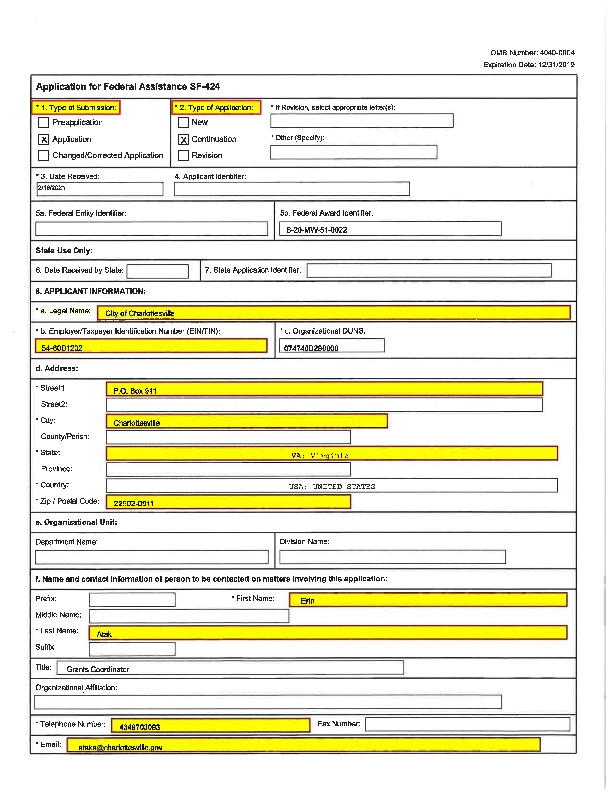 OMB Number: 4040-0004
Expiration Date: 12/31/2019
Application for Federal Assistance SF-424
* 1. Type of Submission:
* 2. Type of Application:
* If Revision, select appropriate letter(s):
Preapplication
New
X Application
X Continuation
* Other (Specify):
Changed/Corrected Application
Revision
* 3. Date Received:
4. Applicant Identifier:
5a. Federal Entity Identifier:
5b. Federal Award Identifier:
B-20-MW-51-0022
State Use Only:
6. Date Received by State:
7. State Application Identifier:
8. APPLICANT INFORMATION:
* a. Legal Name: City of Charlottesville
* b. Employer/Taxpayer Identification Number (EIN/TIN):
* c. Organizational DUNS:
54-6001202
d. Address:
* Street1: P.O. Box 911
Street2:
* City: Charlottesville
County/Parish:
* State: VA: Virginia
Province:
* Country: USA: UNITED STATES
* Zip / Postal Code: 22902-0911
e. Organizational Unit:
Department Name:
Division Name:
f. Name and contact information of person to be contacted on matters involving this application:
Prefix:
* First Name: Erin
Middle Name:
* Last Name: Atak
Suffix:
Title: Grants Coordinator
Organizational Affiliation:
* Telephone Number: 4349703093
Fax Number:
* Email: atake@charlottesville.gov